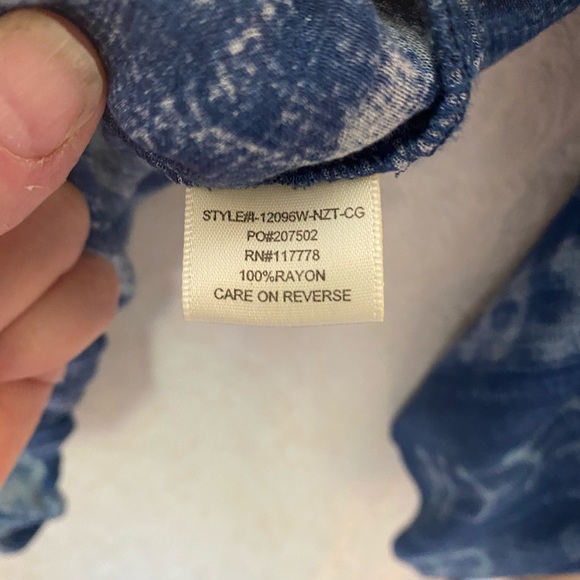 STYLE#I-12096W-NZT-CG
PO#207502
RN#117778
100%RAYON
CARE ON REVERSE